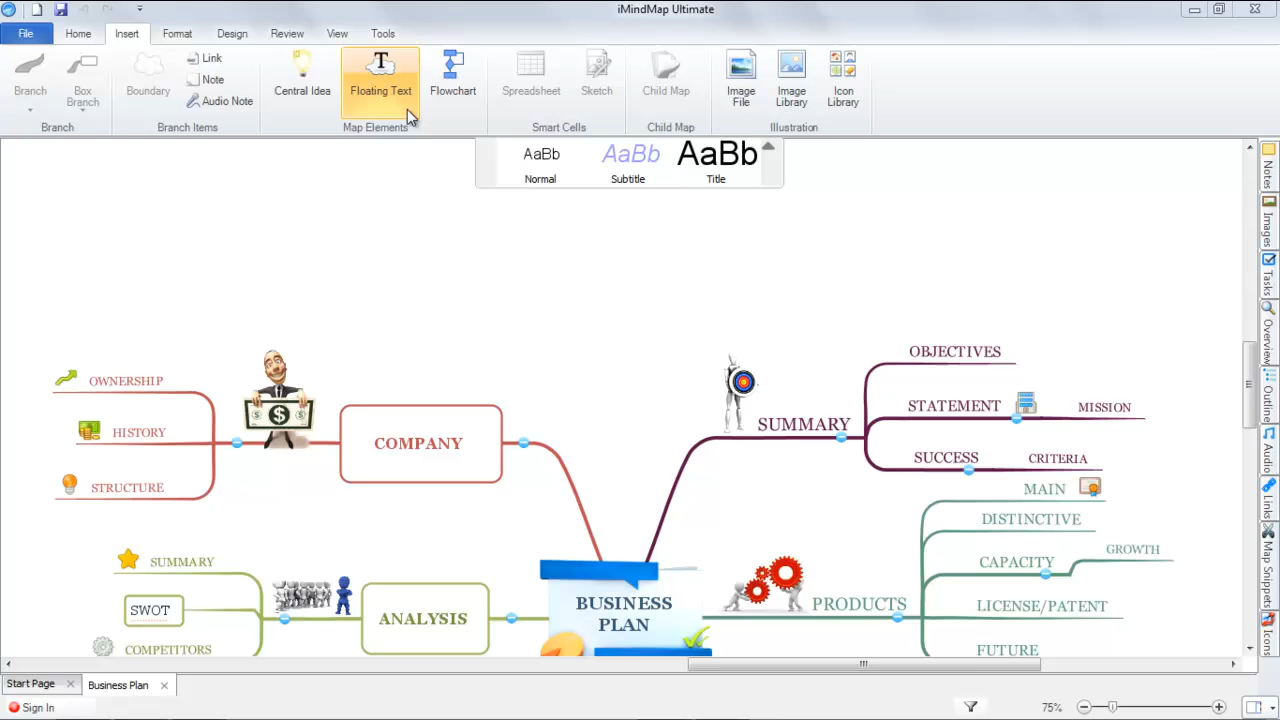 iMindMap Ultimate
File Home Insert Format Design Review View Tools
Branch
Box Branch
Boundary
Link
Note
Audio Note
Central Idea
Floating Text
Flowchart
Spreadsheet
Sketch
Child Map
Image File
Image Library
Icon Library
Branch Branch Items Map Elements Smart Cells Child Map Illustration
AaBb AaBb AaBb
Normal Subtitle Title
Notes
Images
Tasks
Overview
Outline
Audio
Links
Map Snippets
Icons
OWNERSHIP
HISTORY
STRUCTURE
COMPANY
SUMMARY
OBJECTIVES
STATEMENT
MISSION
SUCCESS
CRITERIA
SUMMARY
SWOT
COMPETITORS
ANALYSIS
BUSINESS
PLAN
PRODUCTS
MAIN
DISTINCTIVE
CAPACITY
GROWTH
LICENSE/PATENT
FUTURE
Start Page Business Plan
Sign In
75%